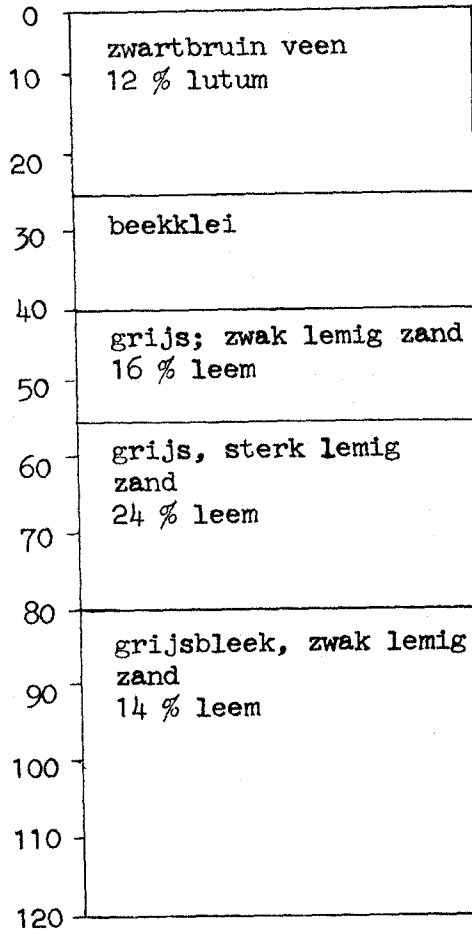 0
zwartbruin veen
10
12 % lutum
20
30
beekklei
40
grijs; zwak lemig zand
16 % leem
50
grijs, sterk lemig
60
zand
24 % leem
70
80
grijsbleek, zwak lemig
zand
90
14 % leem
100
110
120